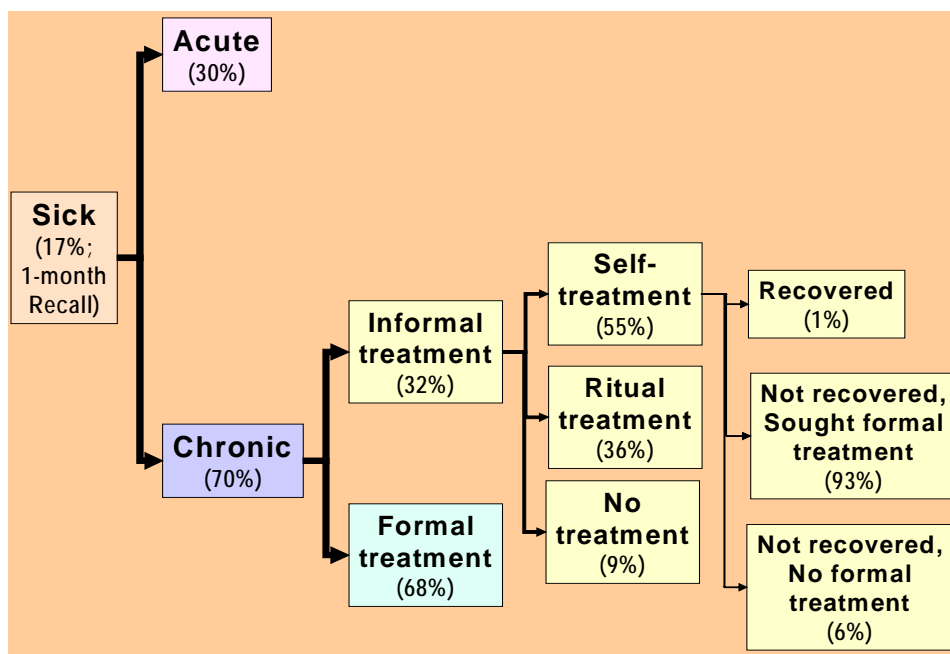 Acute
(30%)
Sick
(17%;
1-month
Recall)
Chronic
(70%)
Informal
treatment
(32%)
Formal
treatment
(68%)
Self-
treatment
(55%)
Ritual
treatment
(36%)
No
treatment
(9%)
Recovered
(1%)
Not recovered,
Sought formal
treatment
(93%)
Not recovered,
No formal
treatment
(6%)